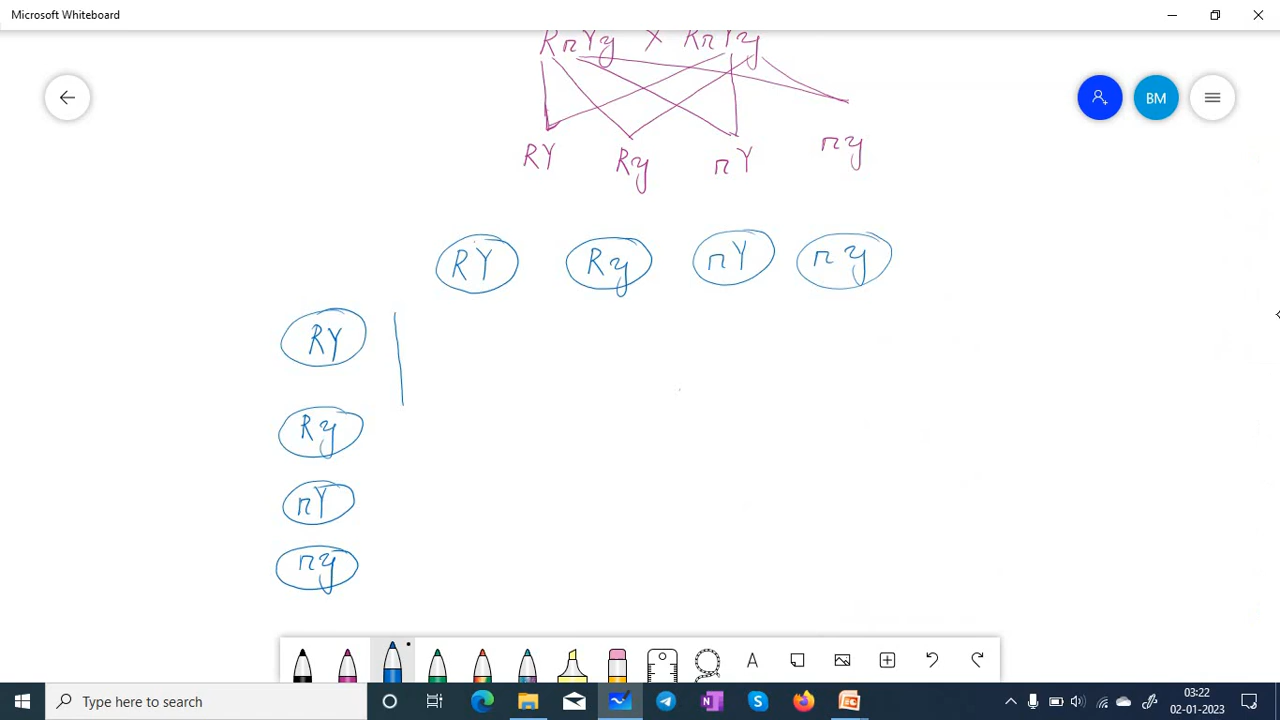 Microsoft Whiteboard
RrYy X RrYy
RY Ry rY ry
BM
RY Ry rY ry
RY
Ry
rY
ry
A
Type here to search
N
S
P
03:22
02-01-2023